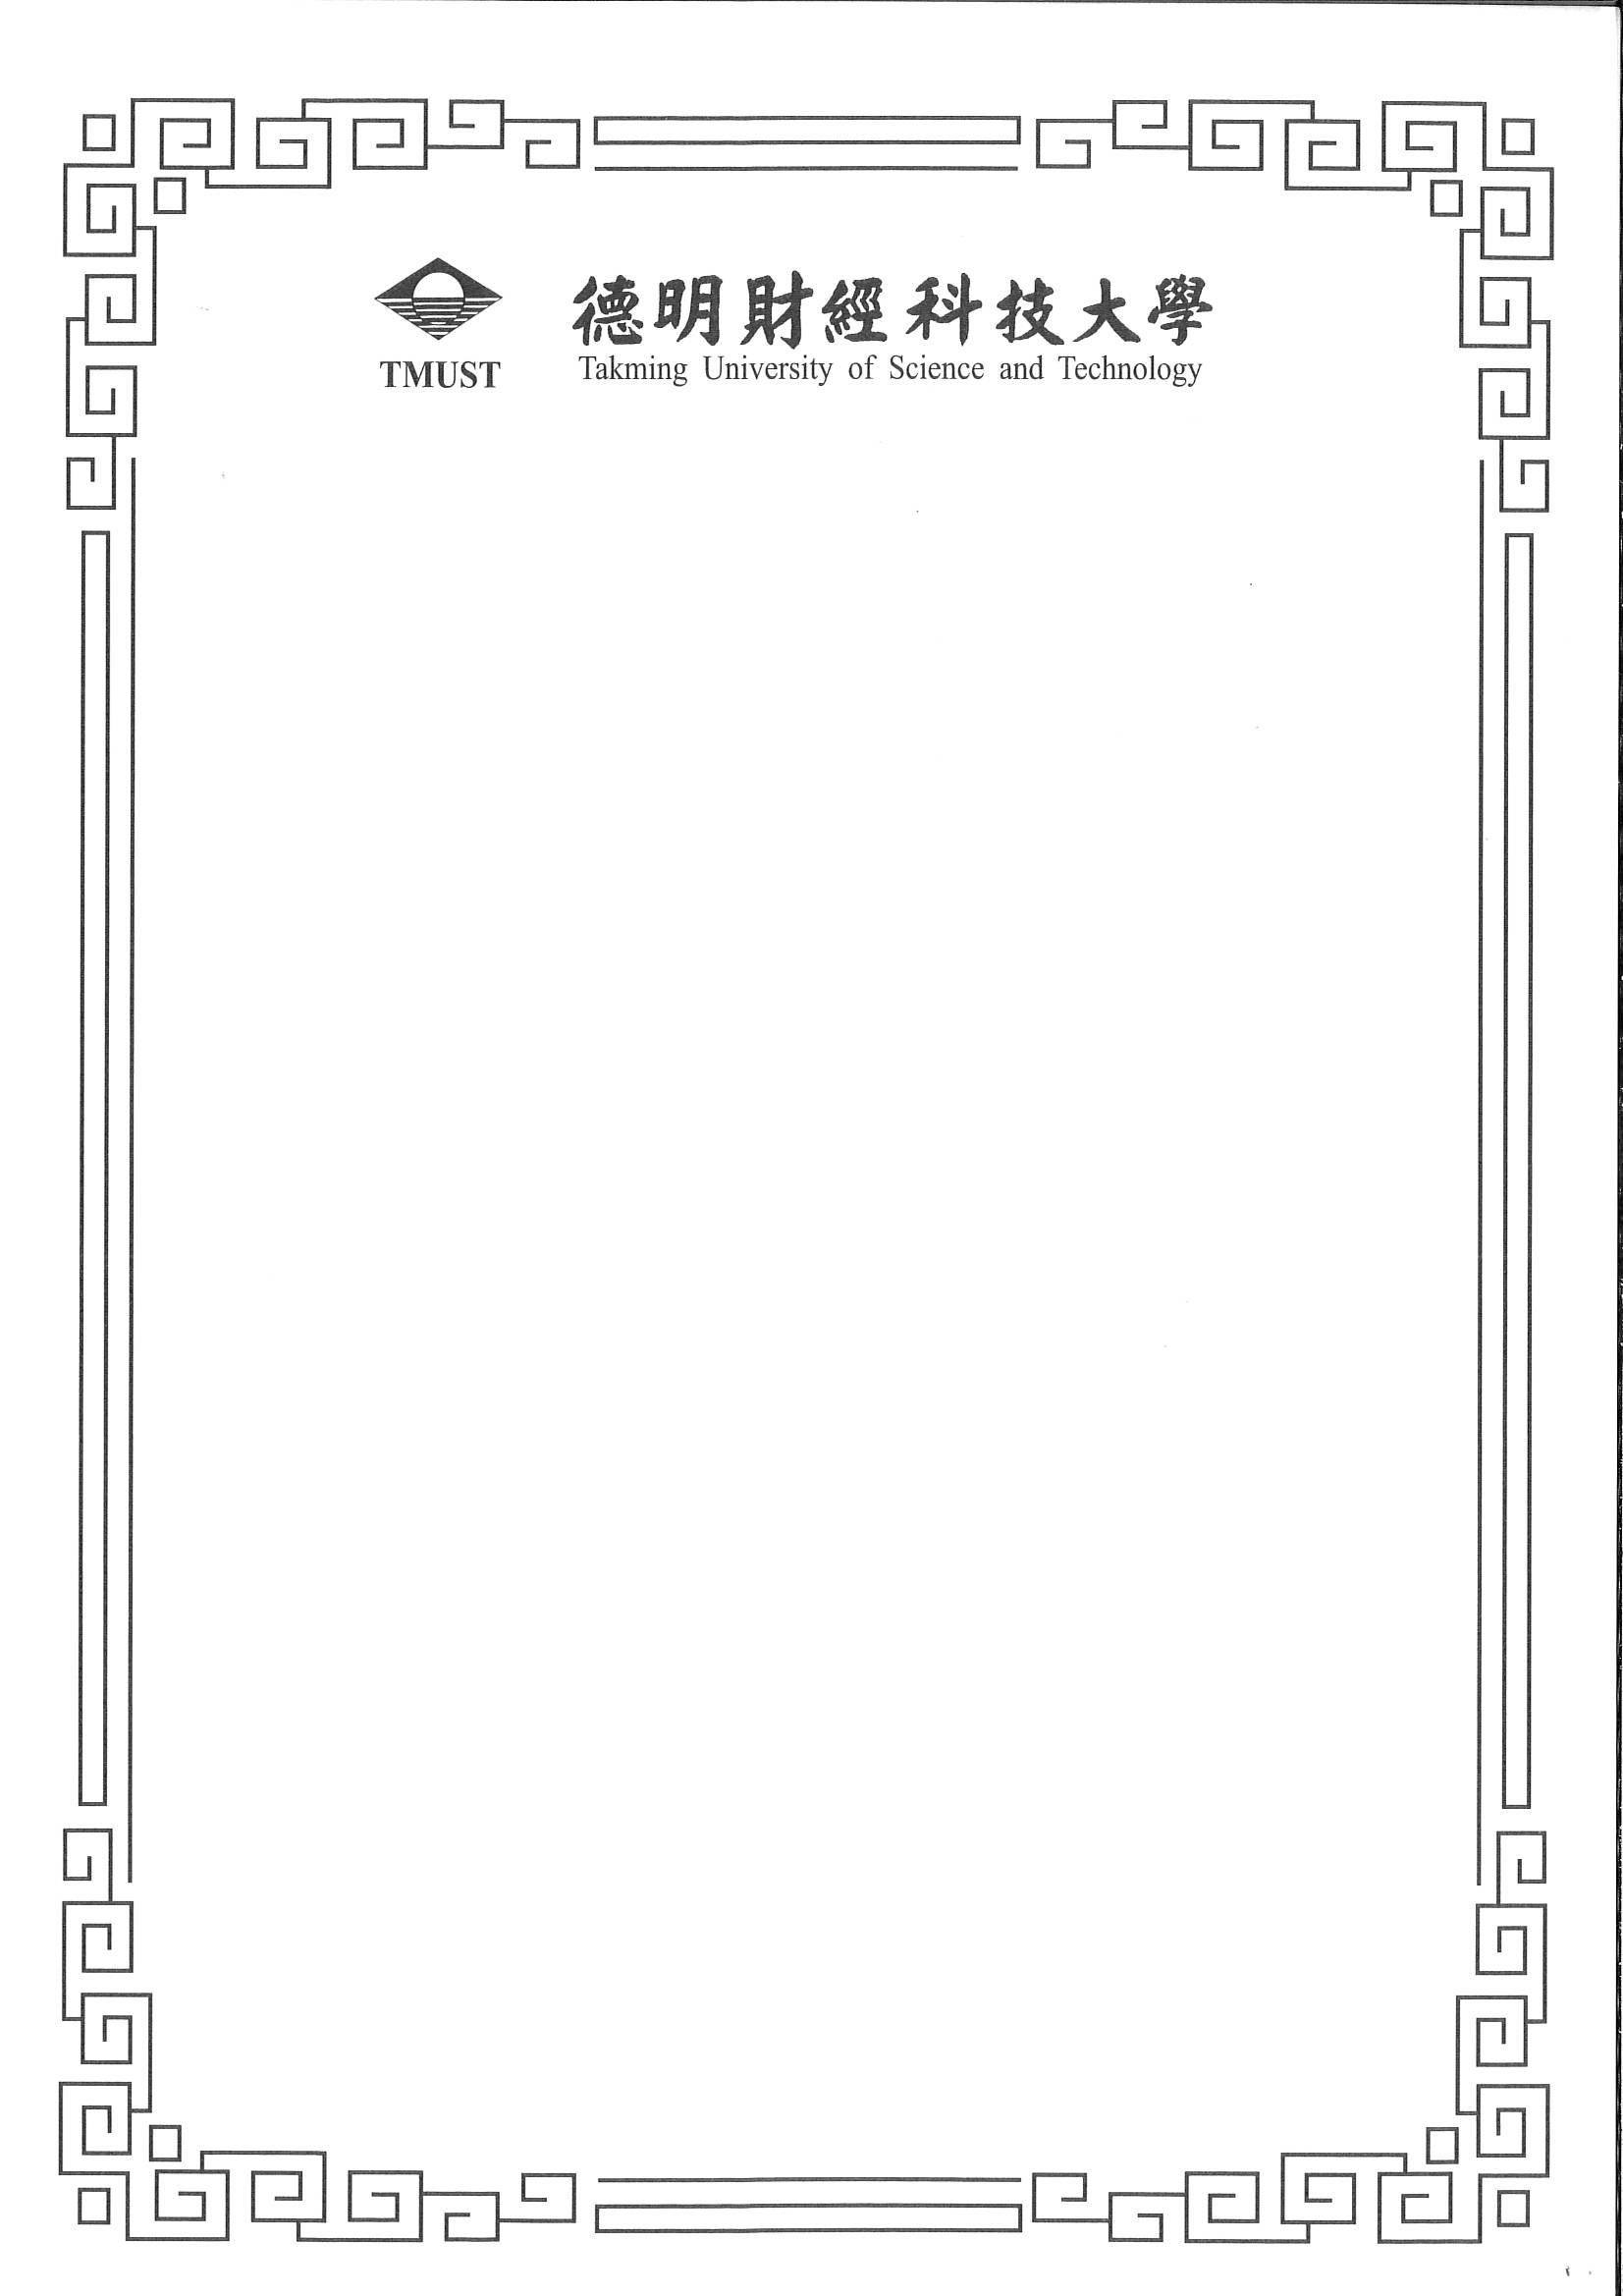 德明財經科技大學
TMUST
Takming University of Science and Technology